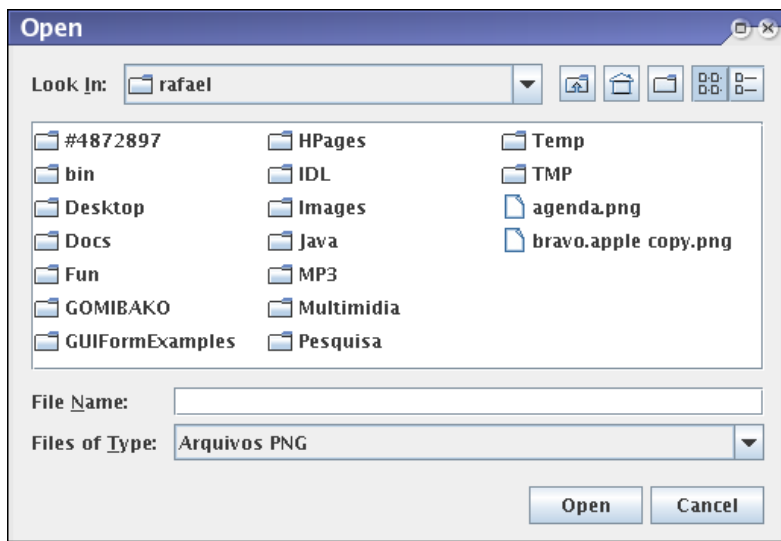 Open
Look In: rafael
#4872897 HPages Temp
bin IDL TMP
Desktop Images agenda.png
Docs Java bravo.apple copy.png
Fun MP3
GOMIBAKO Multimidia
GUIFormExamples Pesquisa
File Name:
Files of Type: Arquivos PNG
Open Cancel